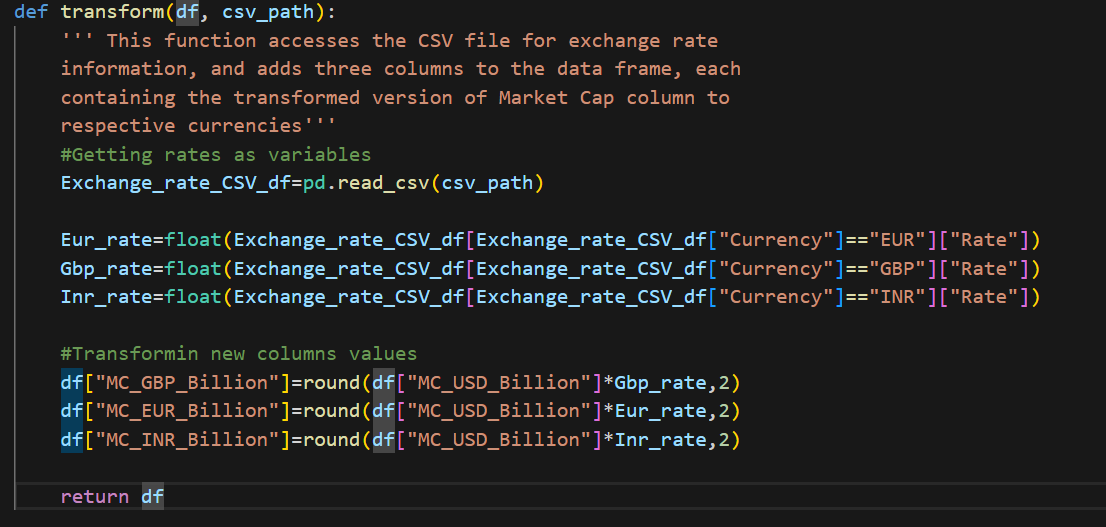 def transform(df, csv_path):
    ''' This function accesses the CSV file for exchange rate
    information, and adds three columns to the data frame, each
    containing the transformed version of Market Cap column to
    respective currencies'''
    #Getting rates as variables
    Exchange_rate_CSV_df=pd.read_csv(csv_path)

    Eur_rate=float(Exchange_rate_CSV_df[Exchange_rate_CSV_df["Currency"]=="EUR"]["Rate"])
    Gbp_rate=float(Exchange_rate_CSV_df[Exchange_rate_CSV_df["Currency"]=="GBP"]["Rate"])
    Inr_rate=float(Exchange_rate_CSV_df[Exchange_rate_CSV_df["Currency"]=="INR"]["Rate"])

    #Transformin new columns values
    df["MC_GBP_Billion"]=round(df["MC_USD_Billion"]*Gbp_rate,2)
    df["MC_EUR_Billion"]=round(df["MC_USD_Billion"]*Eur_rate,2)
    df["MC_INR_Billion"]=round(df["MC_USD_Billion"]*Inr_rate,2)

    return df